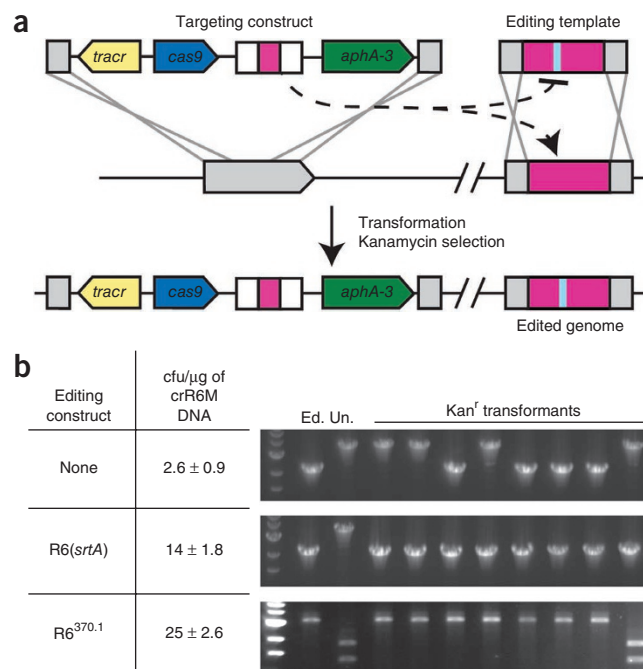 a
Targeting construct
Editing template
tracr
cas9
aphA-3
Transformation
Kanamycin selection
tracr
cas9
aphA-3
Edited genome
b
Editing
construct
cfu/μg of
crR6M
DNA
Ed. Un.
Kanʳ transformants
None
2.6 ± 0.9
R6(srtA)
14 ± 1.8
R6³⁷⁰·¹
25 ± 2.6